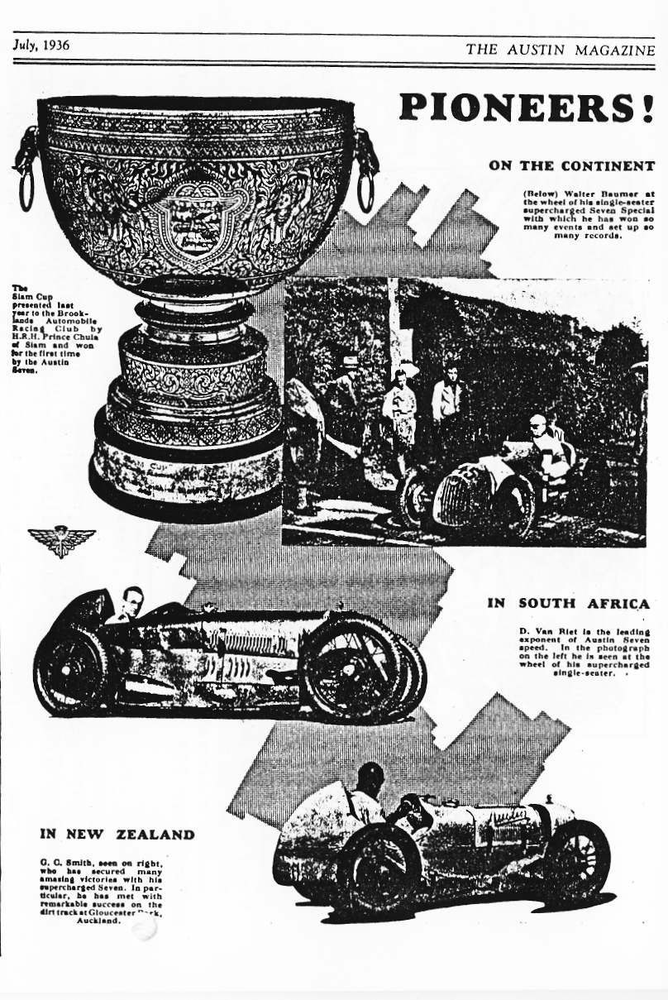 July, 1936
THE AUSTIN MAGAZINE
PIONEERS!
ON THE CONTINENT
(Below) Walter Baumer at
the wheel of his single-seater
supercharged Seven Special
with which he has won so
many events and set up so
many records.
The
Siam Cup
presented last
year to the Brook-
lands Automobile
Racing Club by
H.R.H. Prince Chula
of Siam and won
for the first time
by the Austin
Seven.
CUP
IN SOUTH AFRICA
D. Van Riet is the leading
exponent of Austin Seven
speed. In the photograph
on the left he is seen at the
wheel of his supercharged
single-seater.
IN NEW ZEALAND
G. C. Smith, seen on right,
who has secured many
amazing victories with his
supercharged Seven. In par-
ticular, he has met with
remarkable success on the
dirt track at Gloucester Park,
Auckland.